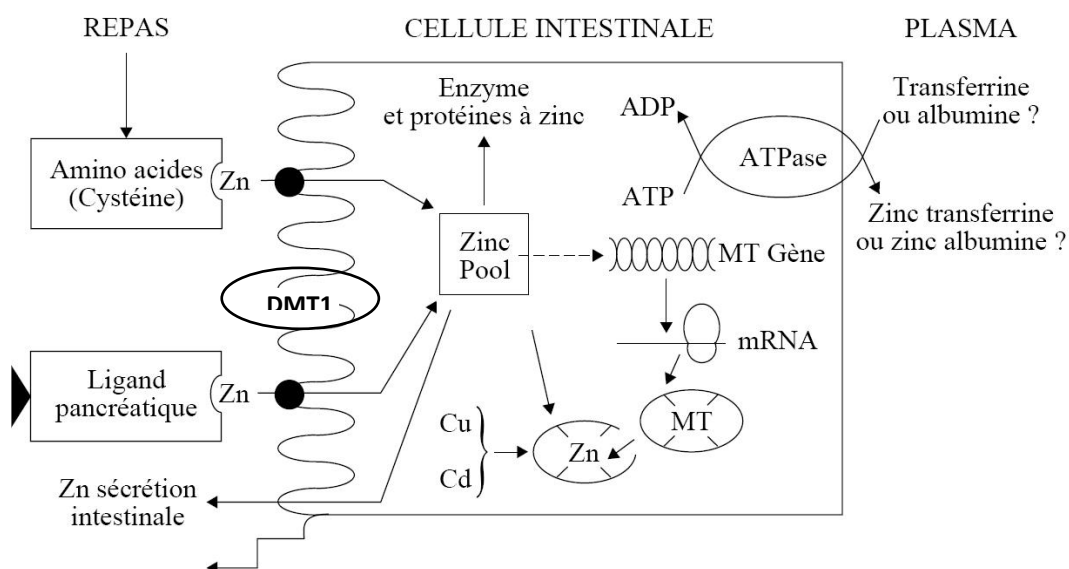 REPAS
CELLULE INTESTINALE
PLASMA
Enzyme
et protéines à zinc
ADP
ATP
ATPase
Transferrine
ou albumine ?
Zinc transferrine
ou zinc albumine ?
Amino acides
(Cystéine)
Zn
Zinc
Pool
MT Gène
DMT1
mRNA
Ligand
pancréatique
Zn
MT
Cu
Cd
Zn
Zn sécrétion
intestinale